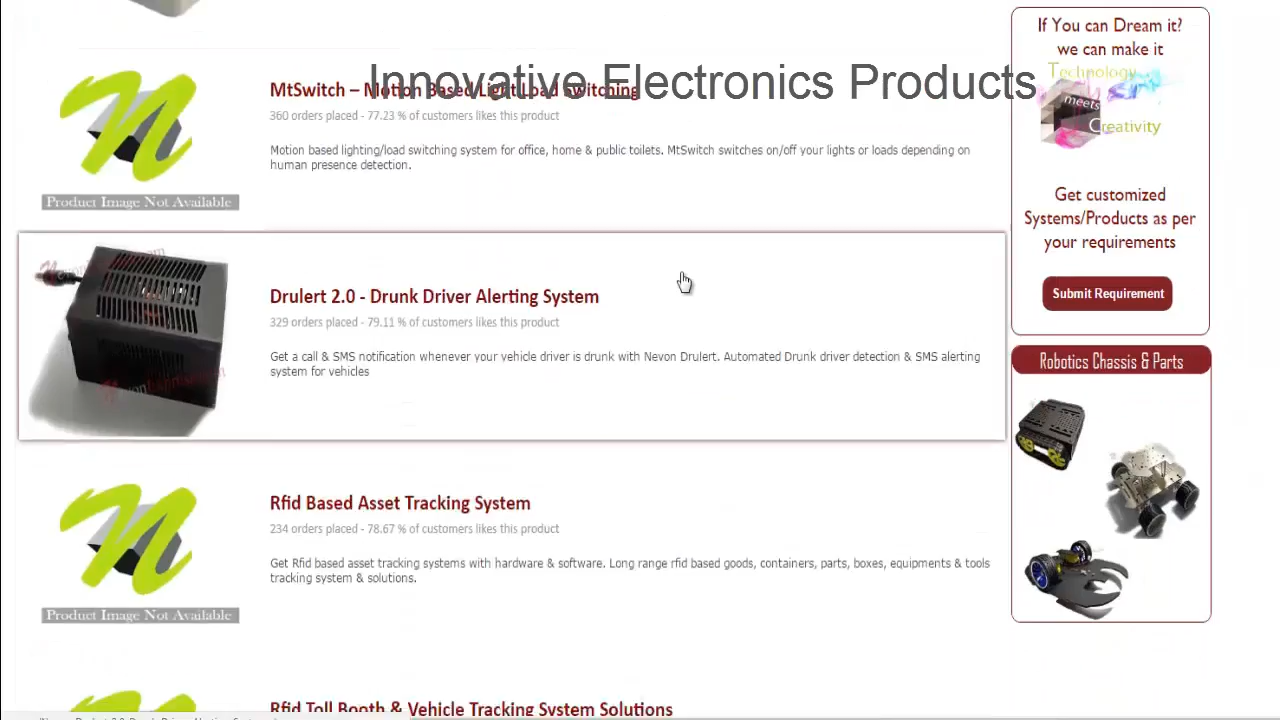 If You can Dream it?
we can make it
Technology
meets
Creativity
Get customized
Systems/Products as per
your requirements
Submit Requirement
Robotics Chassis & Parts
Innovative Electronics Products
MtSwitch – Motion Based Light Load Switching
360 orders placed - 77.23 % of customers likes this product
Motion based lighting/load switching system for office, home & public toilets. MtSwitch switches on/off your lights or loads depending on
human presence detection.
Product Image Not Available
Drulert 2.0 - Drunk Driver Alerting System
329 orders placed - 79.11 % of customers likes this product
Get a call & SMS notification whenever your vehicle driver is drunk with Nevon Drulert. Automated Drunk driver detection & SMS alerting
system for vehicles
Rfid Based Asset Tracking System
234 orders placed - 78.67 % of customers likes this product
Get Rfid based asset tracking systems with hardware & software. Long range rfid based goods, containers, parts, boxes, equipments & tools
tracking system & solutions.
Product Image Not Available
Rfid Toll Booth & Vehicle Tracking System Solutions